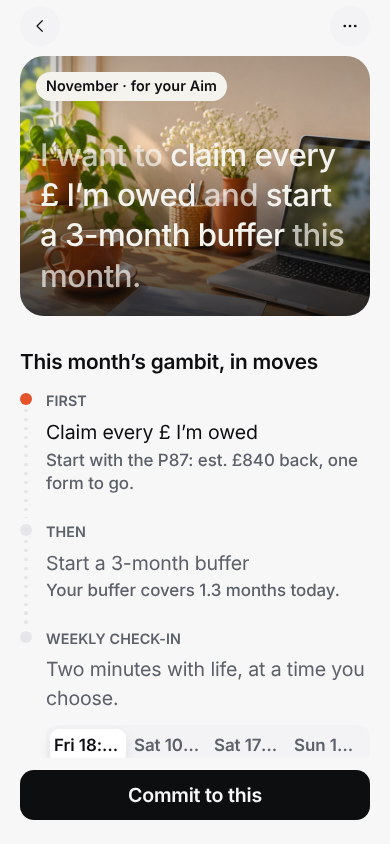 November · for your Aim
I’want to claim every
£ I’m owed and start
a 3-month buffer this
month.
This month’s gambit, in moves
FIRST
Claim every £ I’m owed
Start with the P87: est. £840 back, one
form to go.
THEN
Start a 3-month buffer
Your buffer covers 1.3 months today.
WEEKLY CHECK-IN
Two minutes with life, at a time you
choose.
Fri 18:... Sat 10... Sat 17... Sun 1...
Commit to this